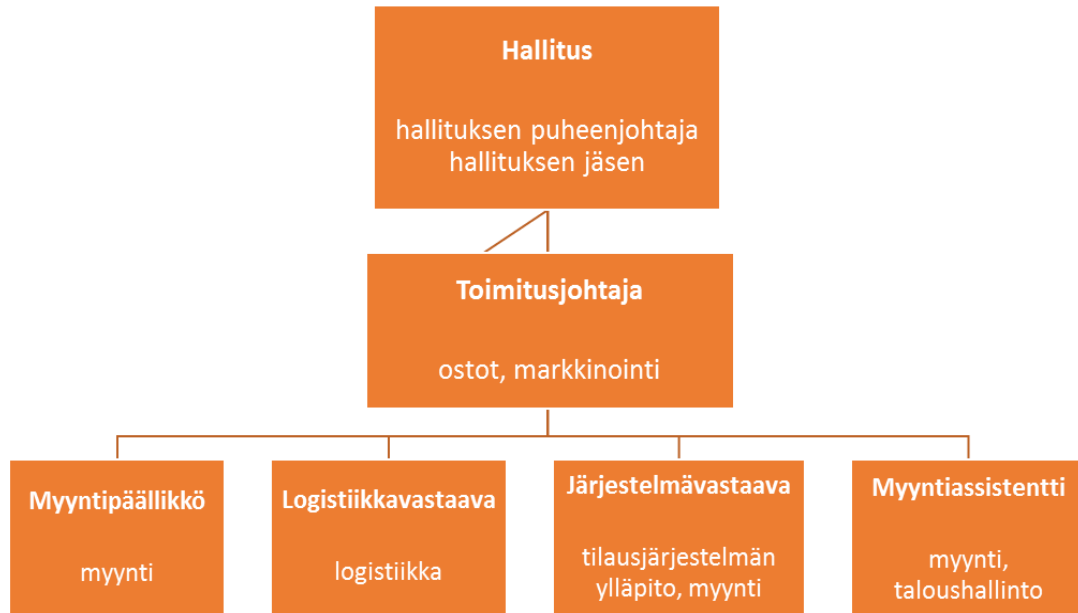 Hallitus
hallituksen puheenjohtaja
hallituksen jäsen
Toimitusjohtaja
ostot, markkinointi
Myyntipäällikkö
myynti
Logistiikkavastaava
logistiikka
Järjestelmävastaava
tilausjärjestelmän
ylläpito, myynti
Myyntiassistentti
myynti,
taloushallinto